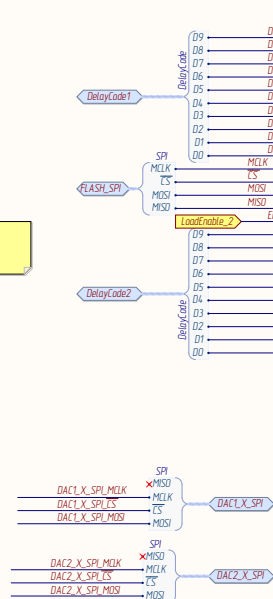 DelayCode1
DelayCode
D9
D8
D7
D6
D5
D4
D3
D2
D1
D0
FLASH_SPI
SPI
MCLK
CS
MOSI
MISO
MCLK
CS
MOSI
MISO
LoadEnable_2
DelayCode2
DelayCode
D9
D8
D7
D6
D5
D4
D3
D2
D1
D0
SPI
MISO
DAC1_X_SPI_MCLK MCLK
DAC1_X_SPI_CS CS
DAC1_X_SPI_MOSI MOSI
DAC1_X_SPI
SPI
MISO
DAC2_X_SPI_MCLK MCLK
DAC2_X_SPI_CS CS
DAC2_X_SPI_MOSI MOSI
DAC2_X_SPI